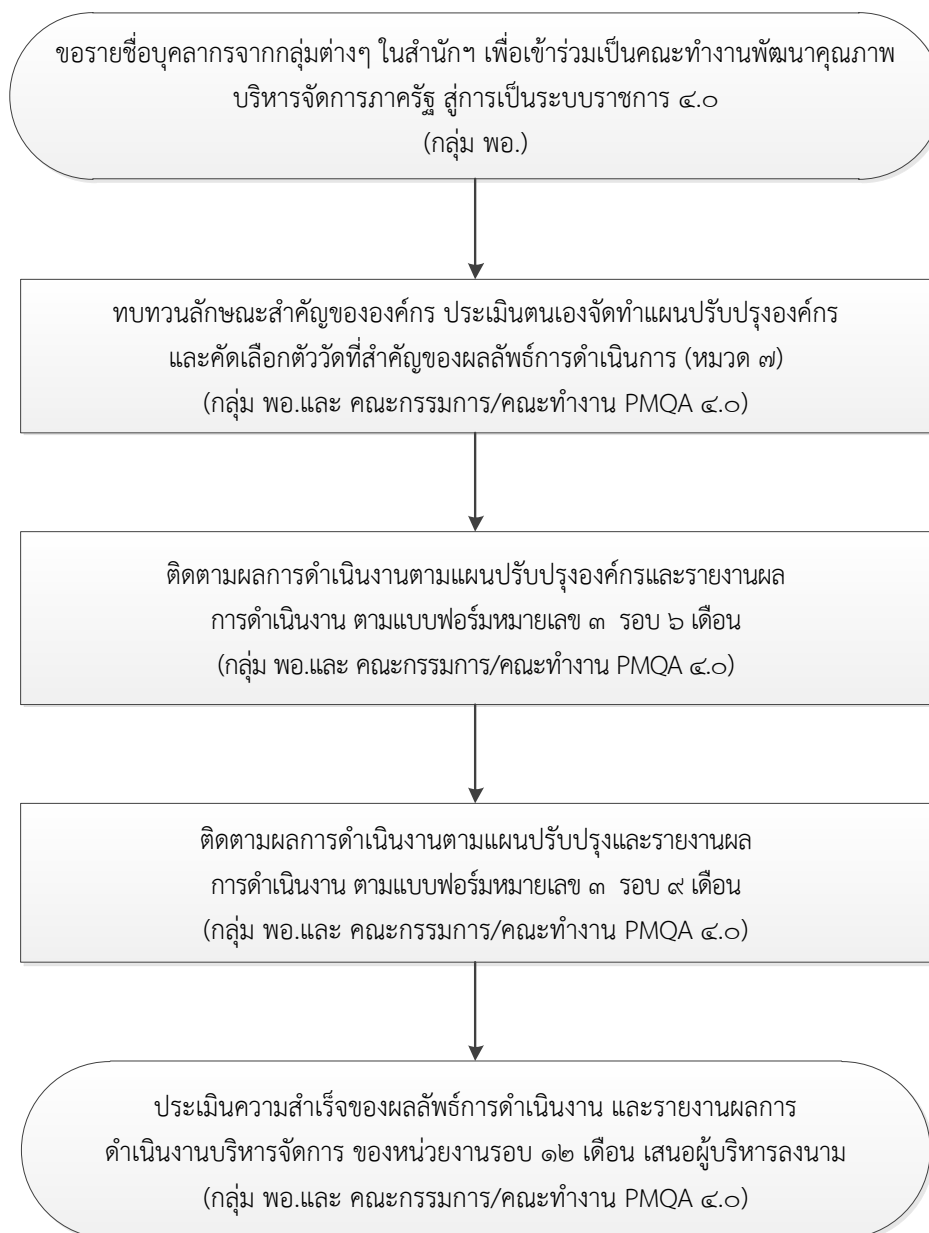 ขอรายชื่อบุคลากรจากกลุ่มต่างๆ ในสำนักฯ เพื่อเข้าร่วมเป็นคณะทำงานพัฒนาคุณภาพ
บริหารจัดการภาครัฐ สู่การเป็นระบบราชการ ๔.๐
(กลุ่ม พอ.)
ทบทวนลักษณะสำคัญขององค์กร ประเมินตนเองจัดทำแผนปรับปรุงองค์กร
และคัดเลือกตัววัดที่สำคัญของผลลัพธ์การดำเนินการ (หมวด ๗)
(กลุ่ม พอ.และ คณะกรรมการ/คณะทำงาน PMQA ๔.๐)
ติดตามผลการดำเนินงานตามแผนปรับปรุงองค์กรและรายงานผล
การดำเนินงาน ตามแบบฟอร์มหมายเลข ๓ รอบ ๖ เดือน
(กลุ่ม พอ.และ คณะกรรมการ/คณะทำงาน PMQA ๔.๐)
ติดตามผลการดำเนินงานตามแผนปรับปรุงและรายงานผล
การดำเนินงาน ตามแบบฟอร์มหมายเลข ๓ รอบ ๙ เดือน
(กลุ่ม พอ.และ คณะกรรมการ/คณะทำงาน PMQA ๔.๐)
ประเมินความสำเร็จของผลลัพธ์การดำเนินงาน และรายงานผลการ
ดำเนินงานบริหารจัดการ ของหน่วยงานรอบ ๑๒ เดือน เสนอผู้บริหารลงนาม
(กลุ่ม พอ.และ คณะกรรมการ/คณะทำงาน PMQA ๔.๐)